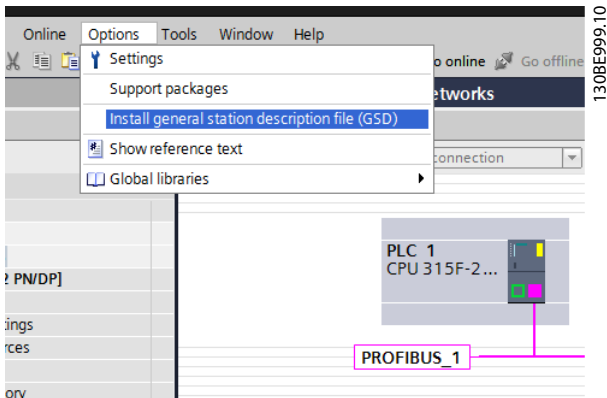 Online Options Tools Window Help
Settings
o online Go offline
Support packages
etworks
Install general station description file (GSD)
Show reference text
connection
Global libraries
PLC_1
CPU 315F-2...
2 PN/DP]
tings
rces
PROFIBUS_1
ory
130BE999.10